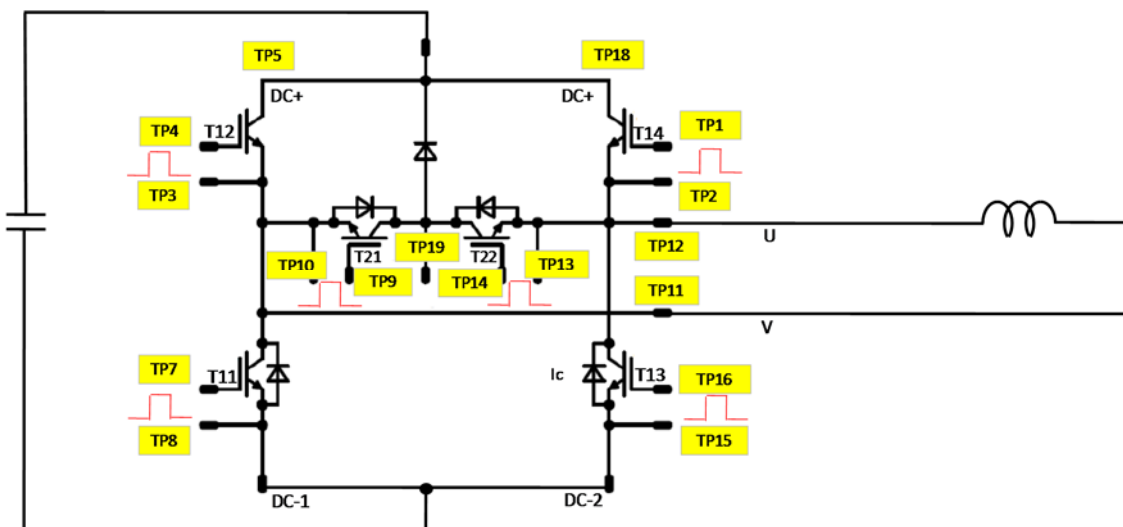 TP5
TP18
DC+
DC+
TP4
T12
T14
TP1
TP3
TP2
TP19
TP12
U
T21
T22
TP10
TP9
TP14
TP13
TP11
V
TP7
T11
Ic
T13
TP16
TP8
TP15
DC-1
DC-2